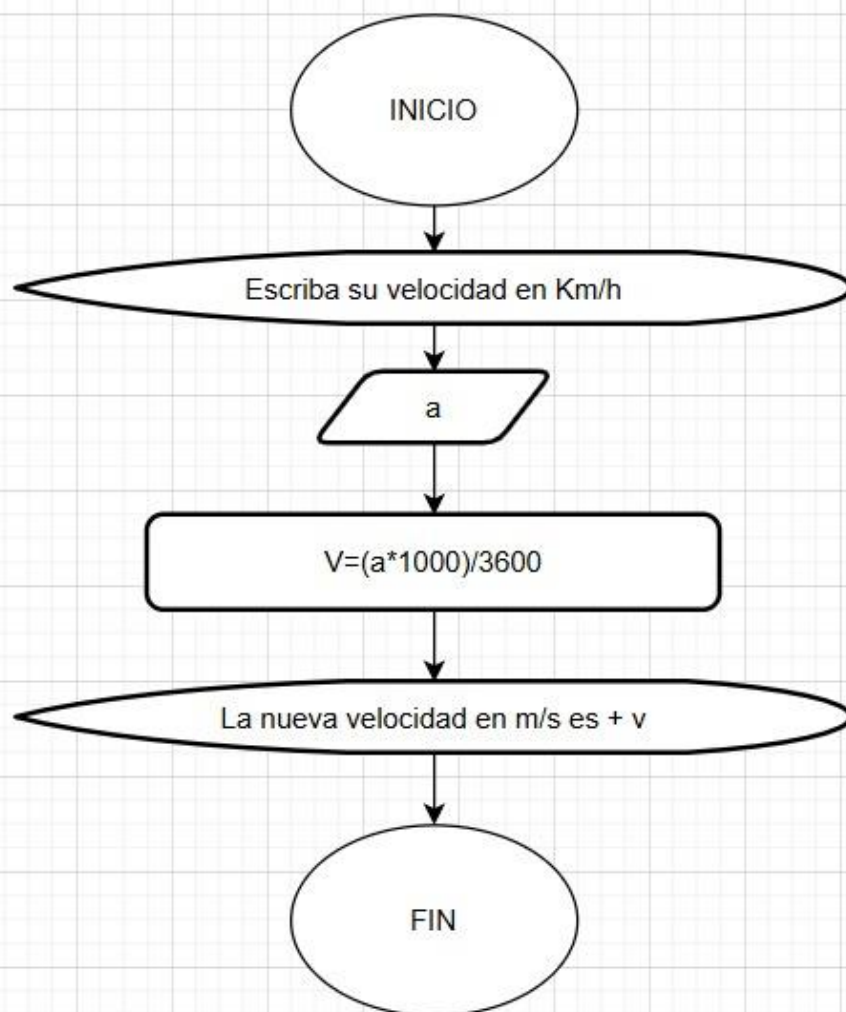 INICIO
Escriba su velocidad en Km/h
a
V=(a*1000)/3600
La nueva velocidad en m/s es + v
FIN